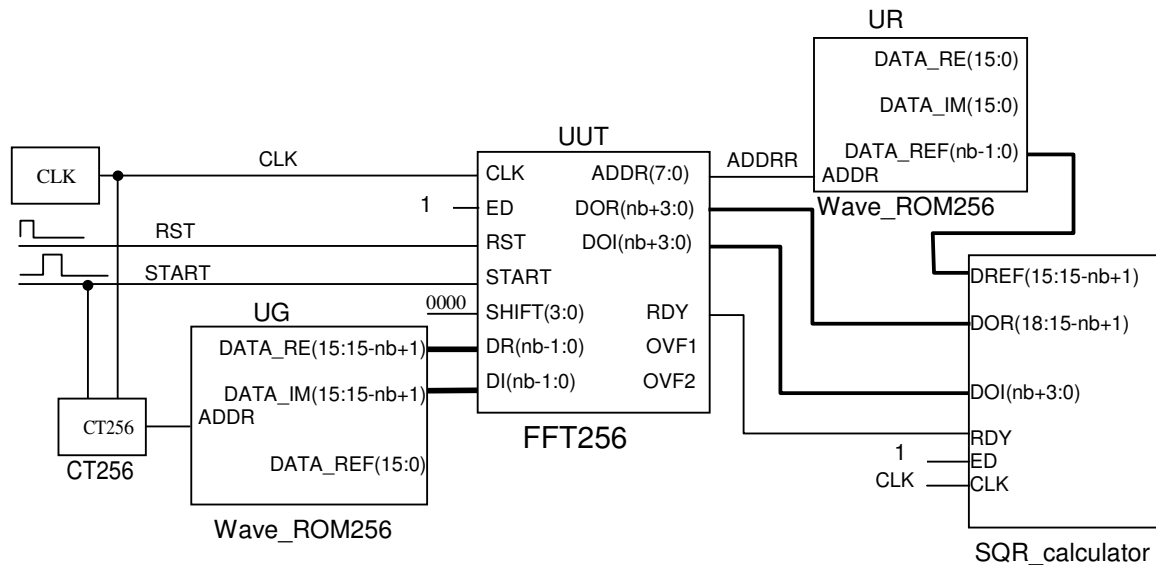 UR
DATA_RE(15:0)
DATA_IM(15:0)
DATA_REF(nb-1:0)
ADDR
Wave_ROM256
UUT
CLK
CLK
CLK
ADDR(7:0)
ADDRR
1
ED
DOR(nb+3:0)
RST
RST
DOI(nb+3:0)
START
START
0000
SHIFT(3:0)
RDY
DR(nb-1:0)
OVF1
DI(nb-1:0)
OVF2
FFT256
UG
DATA_RE(15:15-nb+1)
DATA_IM(15:15-nb+1)
ADDR
DATA_REF(15:0)
Wave_ROM256
CT256
CT256
DREF(15:15-nb+1)
DOR(18:15-nb+1)
DOI(nb+3:0)
RDY
1
ED
CLK
CLK
SQR_calculator